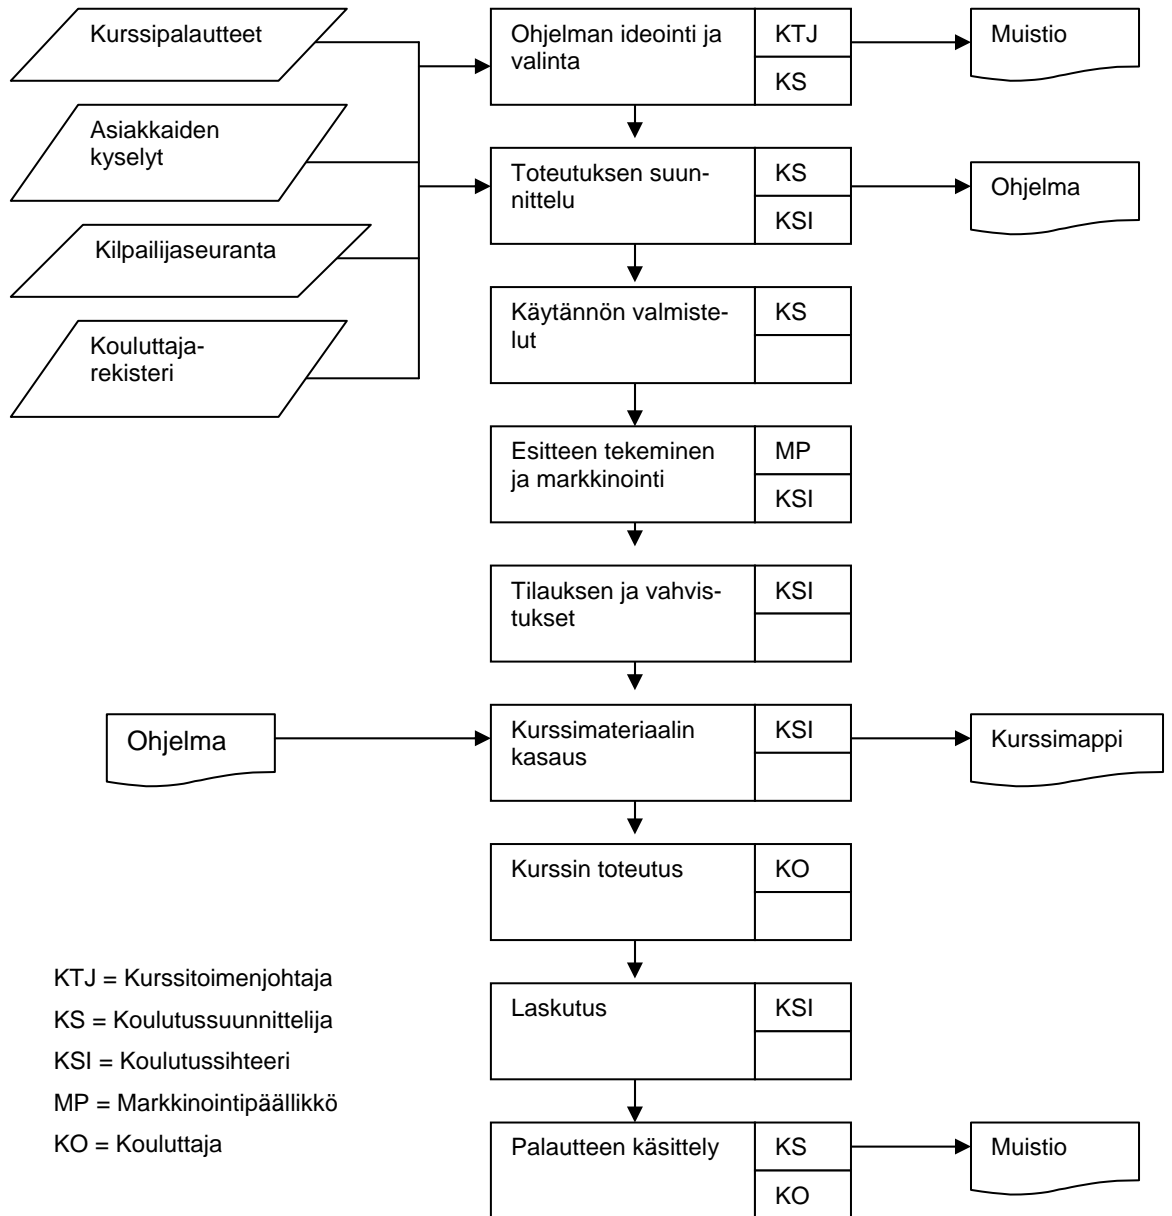 Kurssipalautteet
Asiakkaiden
kyselyt
Kilpailijaseuranta
Kouluttaja-
rekisteri
Ohjelman ideointi ja
valinta
KTJ
KS
Muistio
Toteutuksen suun-
nittelu
KS
KSI
Ohjelma
Käytännön valmiste-
lut
KS
Esitteen tekeminen
ja markkinointi
MP
KSI
Tilauksen ja vahvis-
tukset
KSI
Ohjelma
Kurssimateriaalin
kasaus
KSI
Kurssimappi
Kurssin toteutus
KO
Laskutus
KSI
Palautteen käsittely
KS
KO
Muistio
KTJ = Kurssitoimenjohtaja
KS = Koulutussuunnittelija
KSI = Koulutussihteeri
MP = Markkinointipäällikkö
KO = Kouluttaja